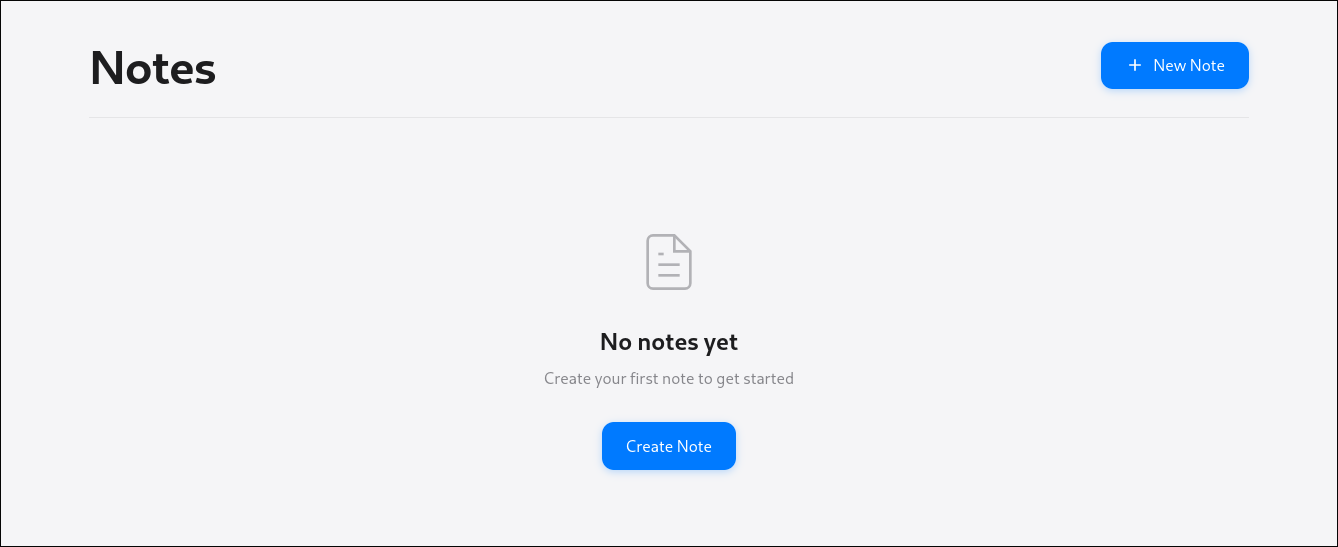 Notes
+ New Note
No notes yet
Create your first note to get started
Create Note